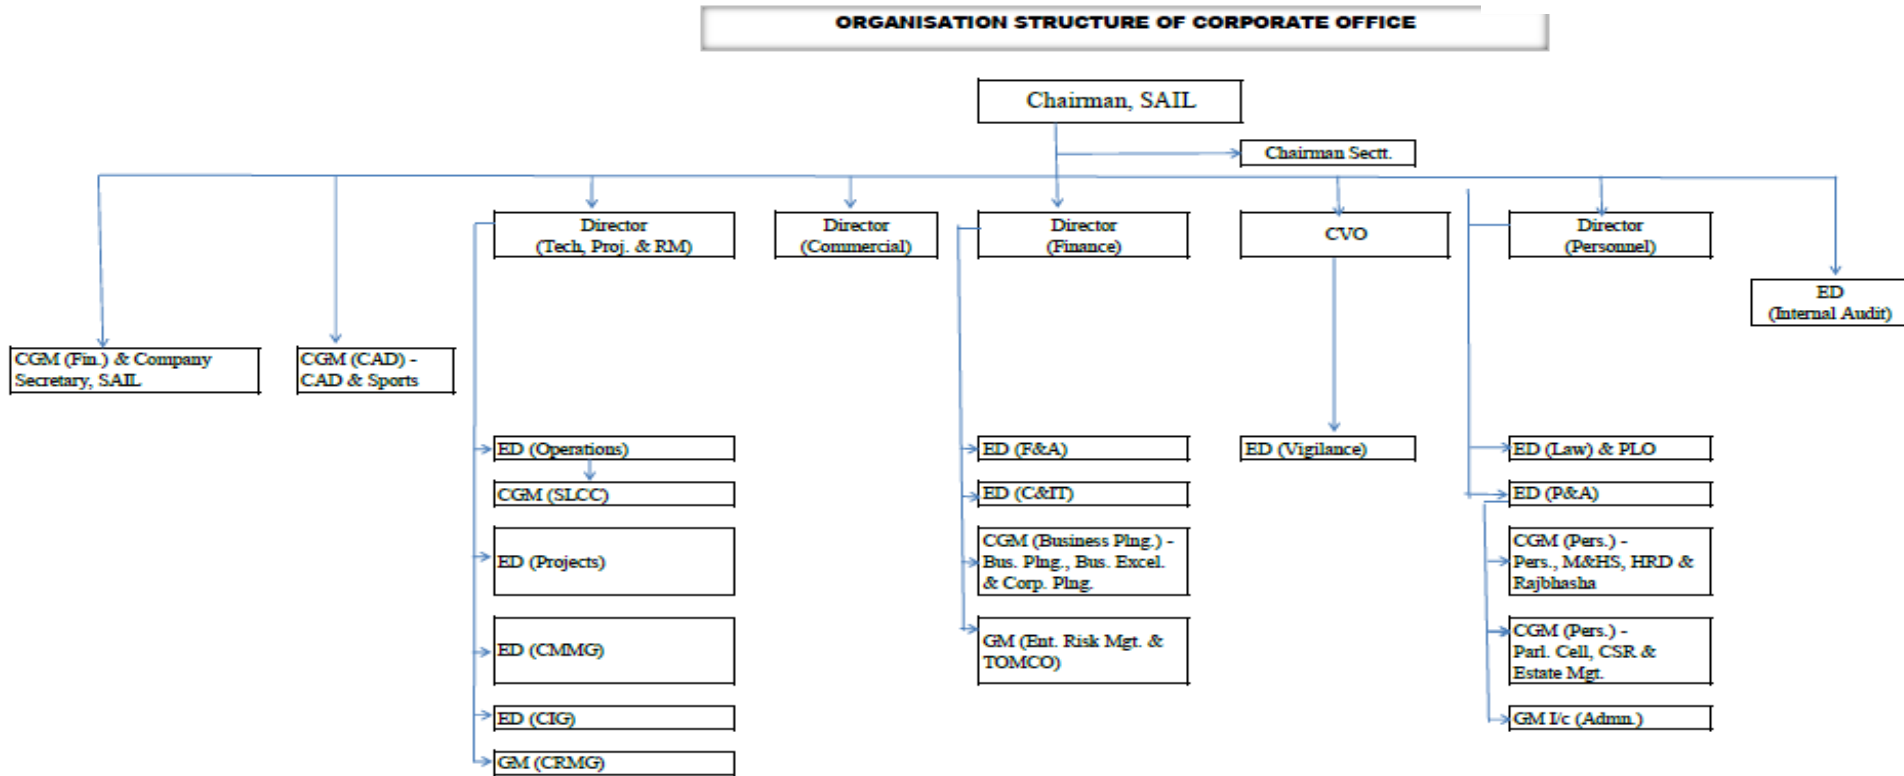 ORGANISATION STRUCTURE OF CORPORATE OFFICE
Chairman, SAIL
Chairman Sectt.
Director
(Tech, Proj. & RM)
Director
(Commercial)
Director
(Finance)
CVO
Director
(Personnel)
ED
(Internal Audit)
CGM (Fin.) & Company
Secretary, SAIL
CGM (CAD) -
CAD & Sports
ED (Operations)
CGM (SLCC)
ED (Projects)
ED (CMMG)
ED (CIG)
GM (CRMG)
ED (F&A)
ED (C&IT)
CGM (Business Plng.) -
Bus. Plng., Bus. Excel.
& Corp. Plng.
GM (Ent. Risk Mgt. &
TOMCO)
ED (Vigilance)
ED (Law) & PLO
ED (P&A)
CGM (Pers.) -
Pers., M&HS, HRD &
Rajbhasha
CGM (Pers.) -
Parl. Cell, CSR &
Estate Mgt.
GM I/c (Admn.)